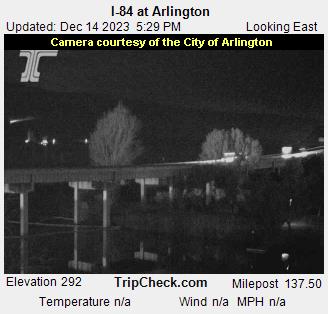 I-84 at Arlington
Updated: Dec 14 2023 5:29 PM Looking East
Camera courtesy of the City of Arlington
Elevation 292 TripCheck.com Milepost 137.50
Temperature n/a Wind n/a MPH n/a